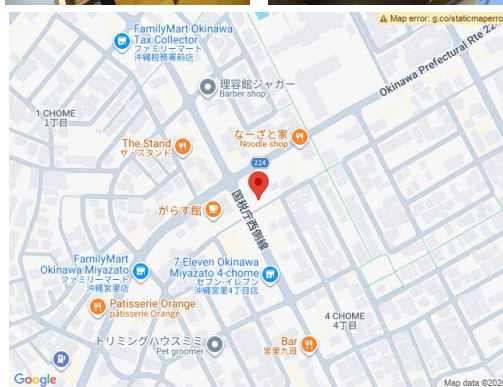 Map error: g.co/staticmaperro
FamilyMart Okinawa
Tax Collector
ファミリーマート
沖縄税務署前店
Okinawa Prefectural Rte 22
理容館ジャガー
Barber shop
1 CHOME
1丁目
The Stand
ザ・スタンド
なーざと家
Noodle shop
224
がらす館
国税庁西側線
FamilyMart
Okinawa Miyazato
ファミリーマート
沖縄宮里店
7-Eleven Okinawa
Miyazato 4-chome
セブン-イレブン
沖縄宮里4丁目店
Patisserie Orange
pâtisserie Orange
4 CHOME
4丁目
トリミングハウスミミ
Pet groomer
Bar
宮里九班
Google
Map data ©202